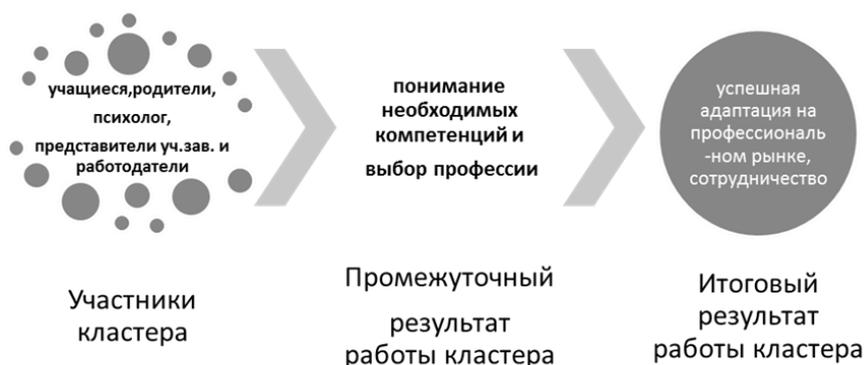 учащиеся,родители,
психолог,
представители уч.зав. и
работодатели
понимание
необходимых
компетенций и
выбор профессии
успешная
адаптация на
профессиональ
-ном рынке,
сотрудничество
Участники
кластера
Промежуточный
результат
работы кластера
Итоговый
результат
работы кластера